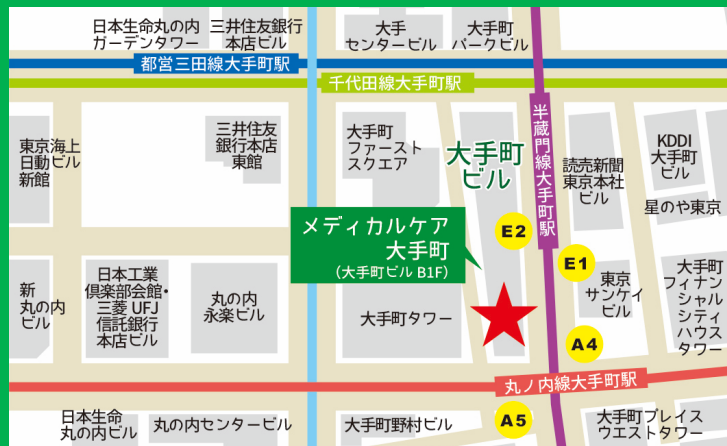 日本生命丸の内
ガーデンタワー
三井住友銀行
本店ビル
大手
センタービル
大手町
パークビル
都営三田線大手町駅
千代田線大手町駅
東京海上
日動ビル
新館
三井住友
銀行本店
東館
大手町
ファースト
スクエア
大手町
ビル
半蔵門線大手町駅
読売新聞
東京本社
ビル
KDDI
大手町
ビル
星のや東京
メディカルケア
大手町
(大手町ビル B1F)
E2
E1
新
丸の内
ビル
日本工業
倶楽部会館・
三菱 UFJ
信託銀行
本店ビル
丸の内
永楽ビル
大手町タワー
東京
サンケイ
ビル
大手町
フィナン
シャル
シティ
ハウス
タワー
A4
丸ノ内線大手町駅
日本生命
丸の内ビル
丸の内センタービル
大手町野村ビル
A5
大手町プレイス
ウエストタワー